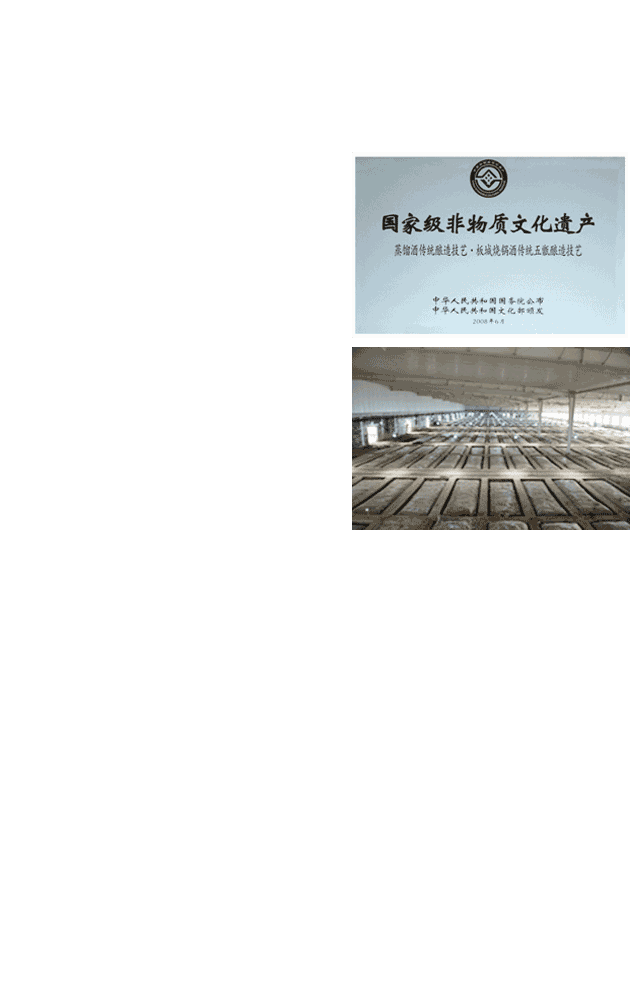 国家级非物质文化遗产
蒸馏酒传统酿造技艺·板城烧锅酒传统五甑酿造技艺
中华人民共和国国务院公布
中华人民共和国文化部颁发
2008年6月